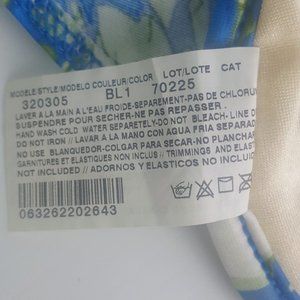 MODELE-STYLE/MODELO COULEUR/COLOR LOT/LOTE CAT
320305 BL1 70225
LAVER A LA MAIN A L'EAU FROIDE-SEPAREMENT-PAS DE CHLORUR
SUSPENDRE POUR SECHER-NE PAS REPASSER .
HAND WASH COLD WATER SEPARETELY-DO NOT BLEACH- LINE D
DO NOT IRON // LAVAR A LA MANO CON AGUA FRIA SEPARAD
NO USE BLANQUEDOR-COLGAR PARA SECAR-NO PLANCHAR
GARNITURES ET ELASTIQUES NON INCLUS // TRIMMINGS AND ELASTI
NOT INCLUDED // ADORNOS Y ELASTICOS NO INCLUIDOS
063262202643